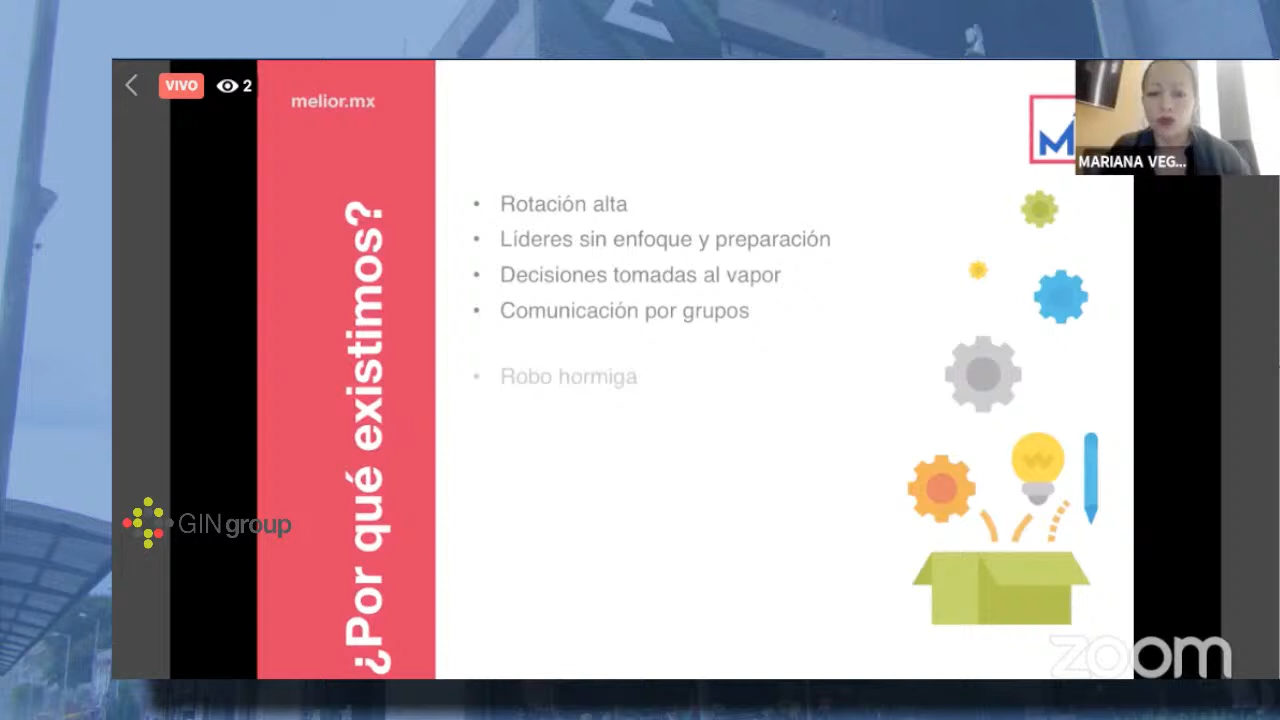 VIVO 2
melior.mx
M
MARIANA VEG...
¿Por qué existimos?
• Rotación alta
• Líderes sin enfoque y preparación
• Decisiones tomadas al vapor
• Comunicación por grupos
• Robo hormiga
GINgroup
zoom